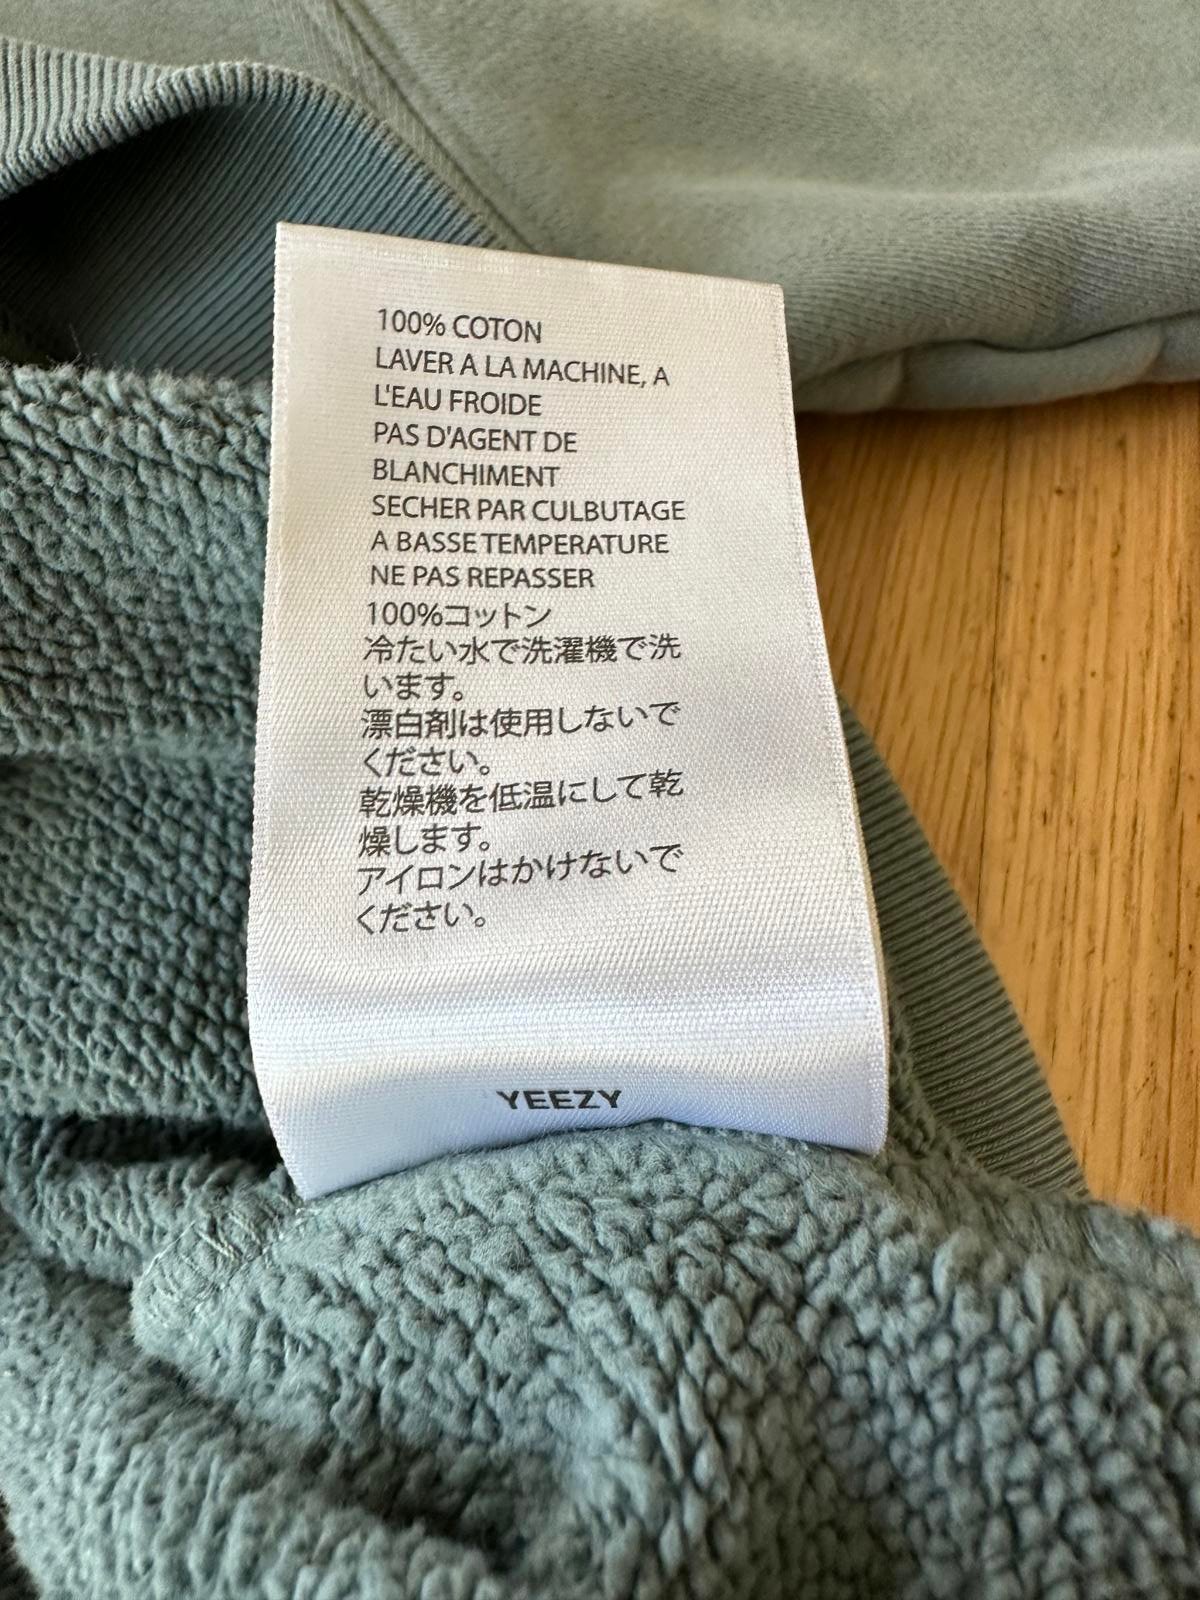 100% COTON
LAVER A LA MACHINE, A
L'EAU FROIDE
PAS D'AGENT DE
BLANCHIMENT
SECHER PAR CULBUTAGE
A BASSE TEMPERATURE
NE PAS REPASSER
100%コットン
冷たい水で洗濯機で洗
います。
漂白剤は使用しないで
ください。
乾燥機を低温にして乾
燥します。
アイロンはかけないで
ください。
YEEZY